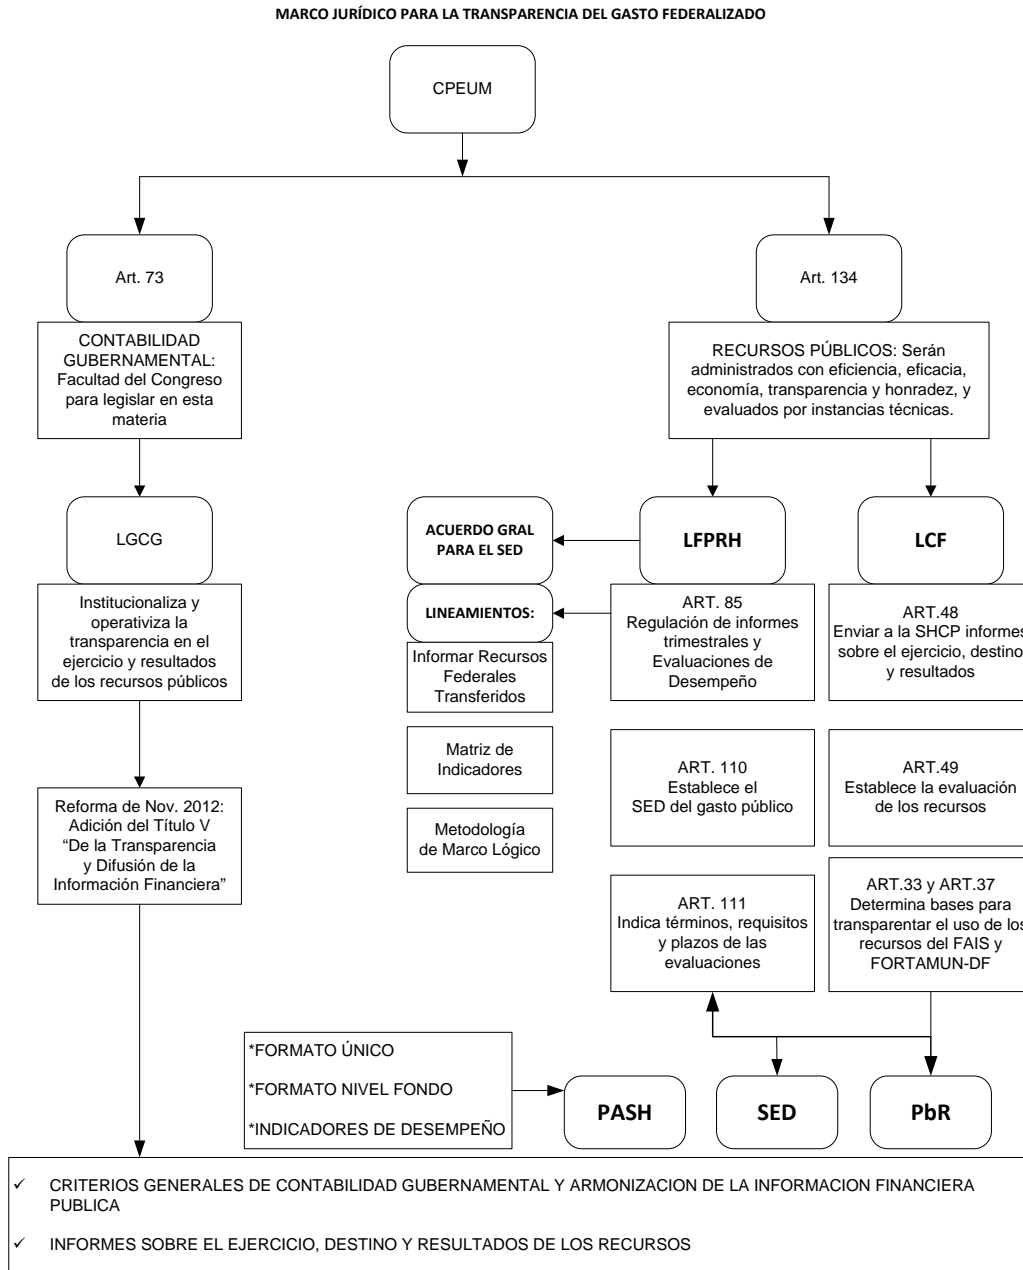 MARCO JURÍDICO PARA LA TRANSPARENCIA DEL GASTO FEDERALIZADO
CPEUM
Art. 73
Art. 134
CONTABILIDAD
GUBERNAMENTAL:
Facultad del Congreso
para legislar en esta
materia
RECURSOS PÚBLICOS: Serán
administrados con eficiencia, eficacia,
economía, transparencia y honradez, y
evaluados por instancias técnicas.
LGCG
ACUERDO GRAL
PARA EL SED
LFPRH
LCF
Institucionaliza y
operativiza la
transparencia en el
ejercicio y resultados
de los recursos públicos
LINEAMIENTOS:
Informar Recursos
Federales
Transferidos
ART. 85
Regulación de informes
trimestrales y
Evaluaciones de
Desempeño
ART.48
Enviar a la SHCP informes
sobre el ejercicio, destino
y resultados
Matriz de
Indicadores
ART. 110
Establece el
SED del gasto público
ART.49
Establece la evaluación
de los recursos
Reforma de Nov. 2012:
Adición del Título V
“De la Transparencia
y Difusión de la
Información Financiera”
Metodología
de Marco Lógico
ART. 111
Indica términos, requisitos
y plazos de las
evaluaciones
ART.33 y ART.37
Determina bases para
transparentar el uso de los
recursos del FAIS y
FORTAMUN-DF
*FORMATO ÚNICO
*FORMATO NIVEL FONDO
*INDICADORES DE DESEMPEÑO
PASH
SED
PbR
✓ CRITERIOS GENERALES DE CONTABILIDAD GUBERNAMENTAL Y ARMONIZACION DE LA INFORMACION FINANCIERA
PUBLICA
✓ INFORMES SOBRE EL EJERCICIO, DESTINO Y RESULTADOS DE LOS RECURSOS